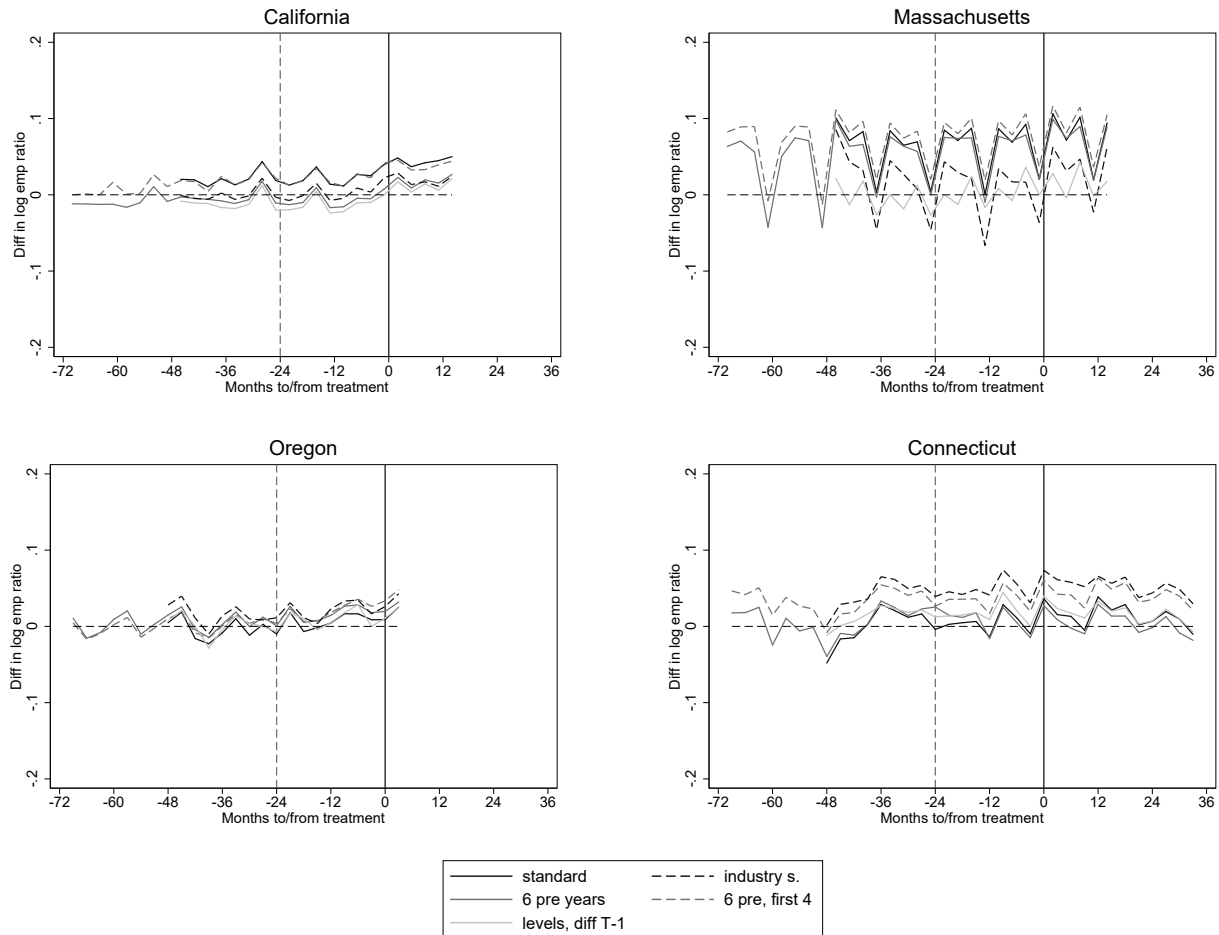 California
Diff in log emp ratio
.2
.1
0
-.1
-.2
-72 -60 -48 -36 -24 -12 0 12 24 36
Months to/from treatment
Massachusetts
Diff in log emp ratio
.2
.1
0
-.1
-.2
-72 -60 -48 -36 -24 -12 0 12 24 36
Months to/from treatment
Oregon
Diff in log emp ratio
.2
.1
0
-.1
-.2
-72 -60 -48 -36 -24 -12 0 12 24 36
Months to/from treatment
Connecticut
Diff in log emp ratio
.2
.1
0
-.1
-.2
-72 -60 -48 -36 -24 -12 0 12 24 36
Months to/from treatment
standard industry s.
6 pre years 6 pre, first 4
levels, diff T-1